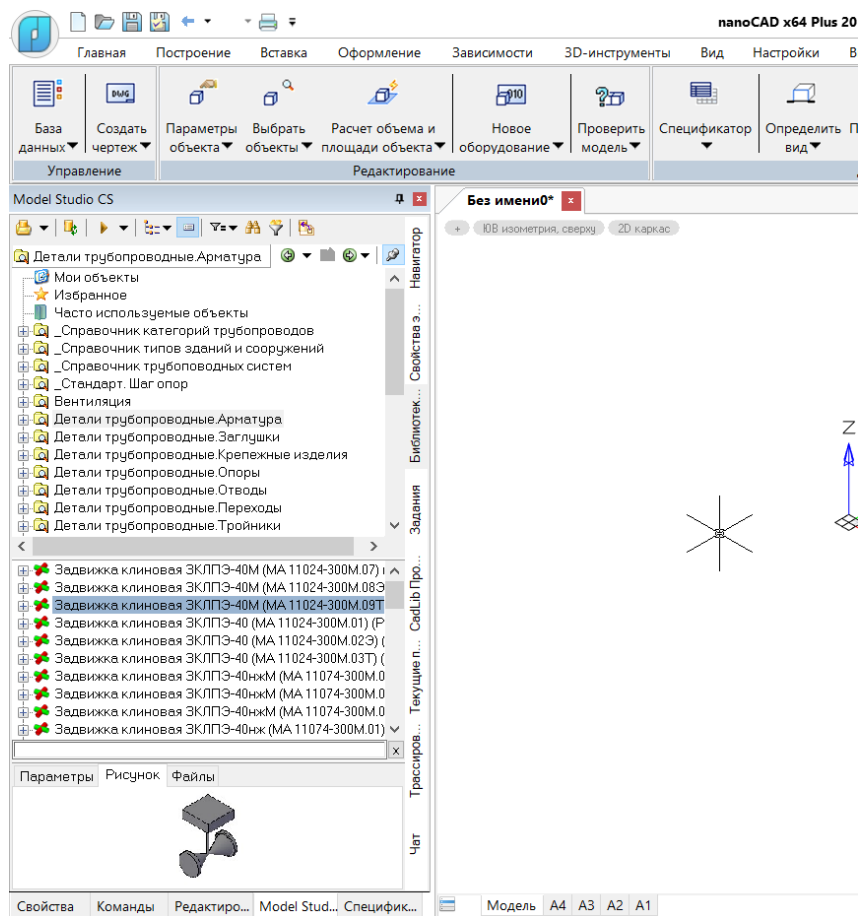 nanoCAD x64 Plus 20
Главная Построение Вставка Оформление Зависимости 3D-инструменты Вид Настройки В
База данных Создать чертеж Параметры объекта Выбрать объекты Расчет объема и площади объекта Новое оборудование Проверить модель Спецификатор Определить вид П
Управление Редактирование
Model Studio CS
Без имени0*
+ ЮВ изометрия, сверху 2D каркас
Детали трубопроводные.Арматура
Мои объекты
Избранное
Часто используемые объекты
_Справочник категорий трубопроводов
_Справочник типов зданий и сооружений
_Справочник трубоповодных систем
_Стандарт. Шаг опор
Вентиляция
Детали трубопроводные.Арматура
Детали трубопроводные.Заглушки
Детали трубопроводные.Крепежные изделия
Детали трубопроводные.Опоры
Детали трубопроводные.Отводы
Детали трубопроводные.Переходы
Детали трубопроводные.Тройники
Задвижка клиновая ЗКЛПЭ-40М (МА 11024-300М.07) (
Задвижка клиновая ЗКЛПЭ-40М (МА 11024-300М.08Э
Задвижка клиновая ЗКЛПЭ-40М (МА 11024-300М.09Т
Задвижка клиновая ЗКЛПЭ-40 (МА 11024-300М.01) (Р
Задвижка клиновая ЗКЛПЭ-40 (МА 11024-300М.02Э) (
Задвижка клиновая ЗКЛПЭ-40 (МА 11024-300М.03Т) (
Задвижка клиновая ЗКЛПЭ-40нжМ (МА 11074-300М.0
Задвижка клиновая ЗКЛПЭ-40нжМ (МА 11074-300М.0
Задвижка клиновая ЗКЛПЭ-40нжМ (МА 11074-300М.0
Задвижка клиновая ЗКЛПЭ-40нж (МА 11074-300М.01)
x
Параметры Рисунок Файлы
Навигатор
Свойства э...
Библиотек...
Задания
CadLib Про...
Текущие п...
Трассиров...
Чат
Z
Свойства Команды Редактиро... Model Stud... Специфик...
Модель A4 A3 A2 A1